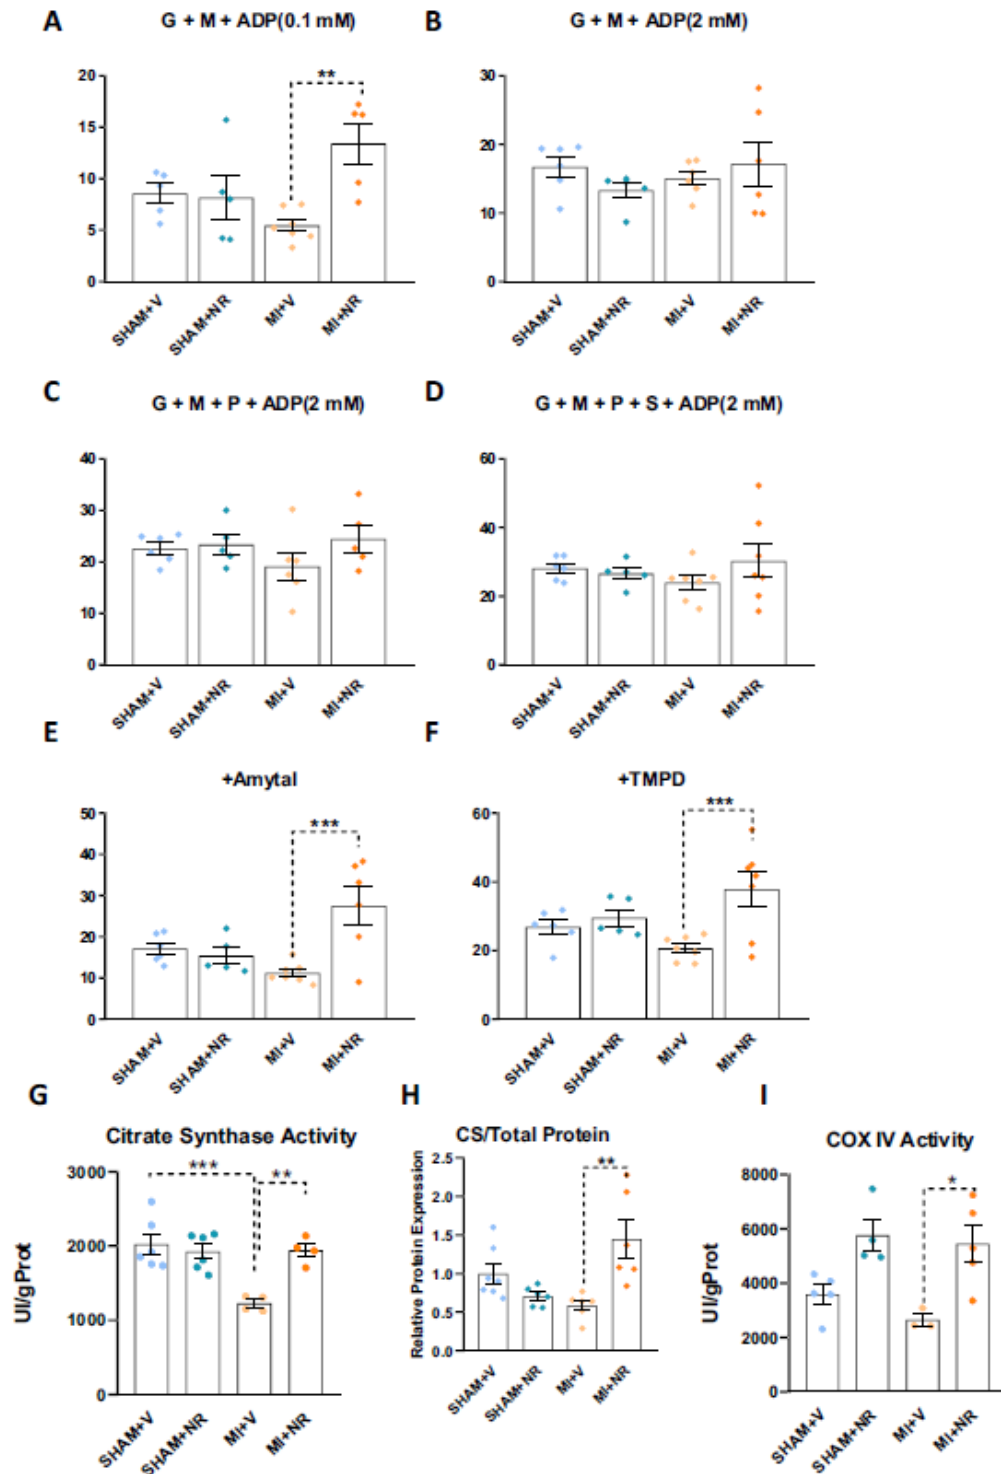 A
G + M + ADP(0.1 mM)
20
15
10
5
0
**
SHAM+V
SHAM+NR
MI+V
MI+NR
B
G + M + ADP(2 mM)
30
20
10
0
SHAM+V
SHAM+NR
MI+V
MI+NR
C
G + M + P + ADP(2 mM)
40
30
20
10
0
SHAM+V
SHAM+NR
MI+V
MI+NR
D
G + M + P + S + ADP(2 mM)
60
40
20
0
SHAM+V
SHAM+NR
MI+V
MI+NR
E
+Amytal
50
40
30
20
10
0
***
SHAM+V
SHAM+NR
MI+V
MI+NR
F
+TMPD
60
40
20
0
***
SHAM+V
SHAM+NR
MI+V
MI+NR
G
Citrate Synthase Activity
UI/gProt
3000
2000
1000
0
***
**
SHAM+V
SHAM+NR
MI+V
MI+NR
H
CS/Total Protein
Relative Protein Expression
2.5
2.0
1.5
1.0
0.5
0.0
**
SHAM+V
SHAM+NR
MI+V
MI+NR
I
COX IV Activity
UI/gProt
8000
6000
4000
2000
0
*
SHAM+V
SHAM+NR
MI+V
MI+NR